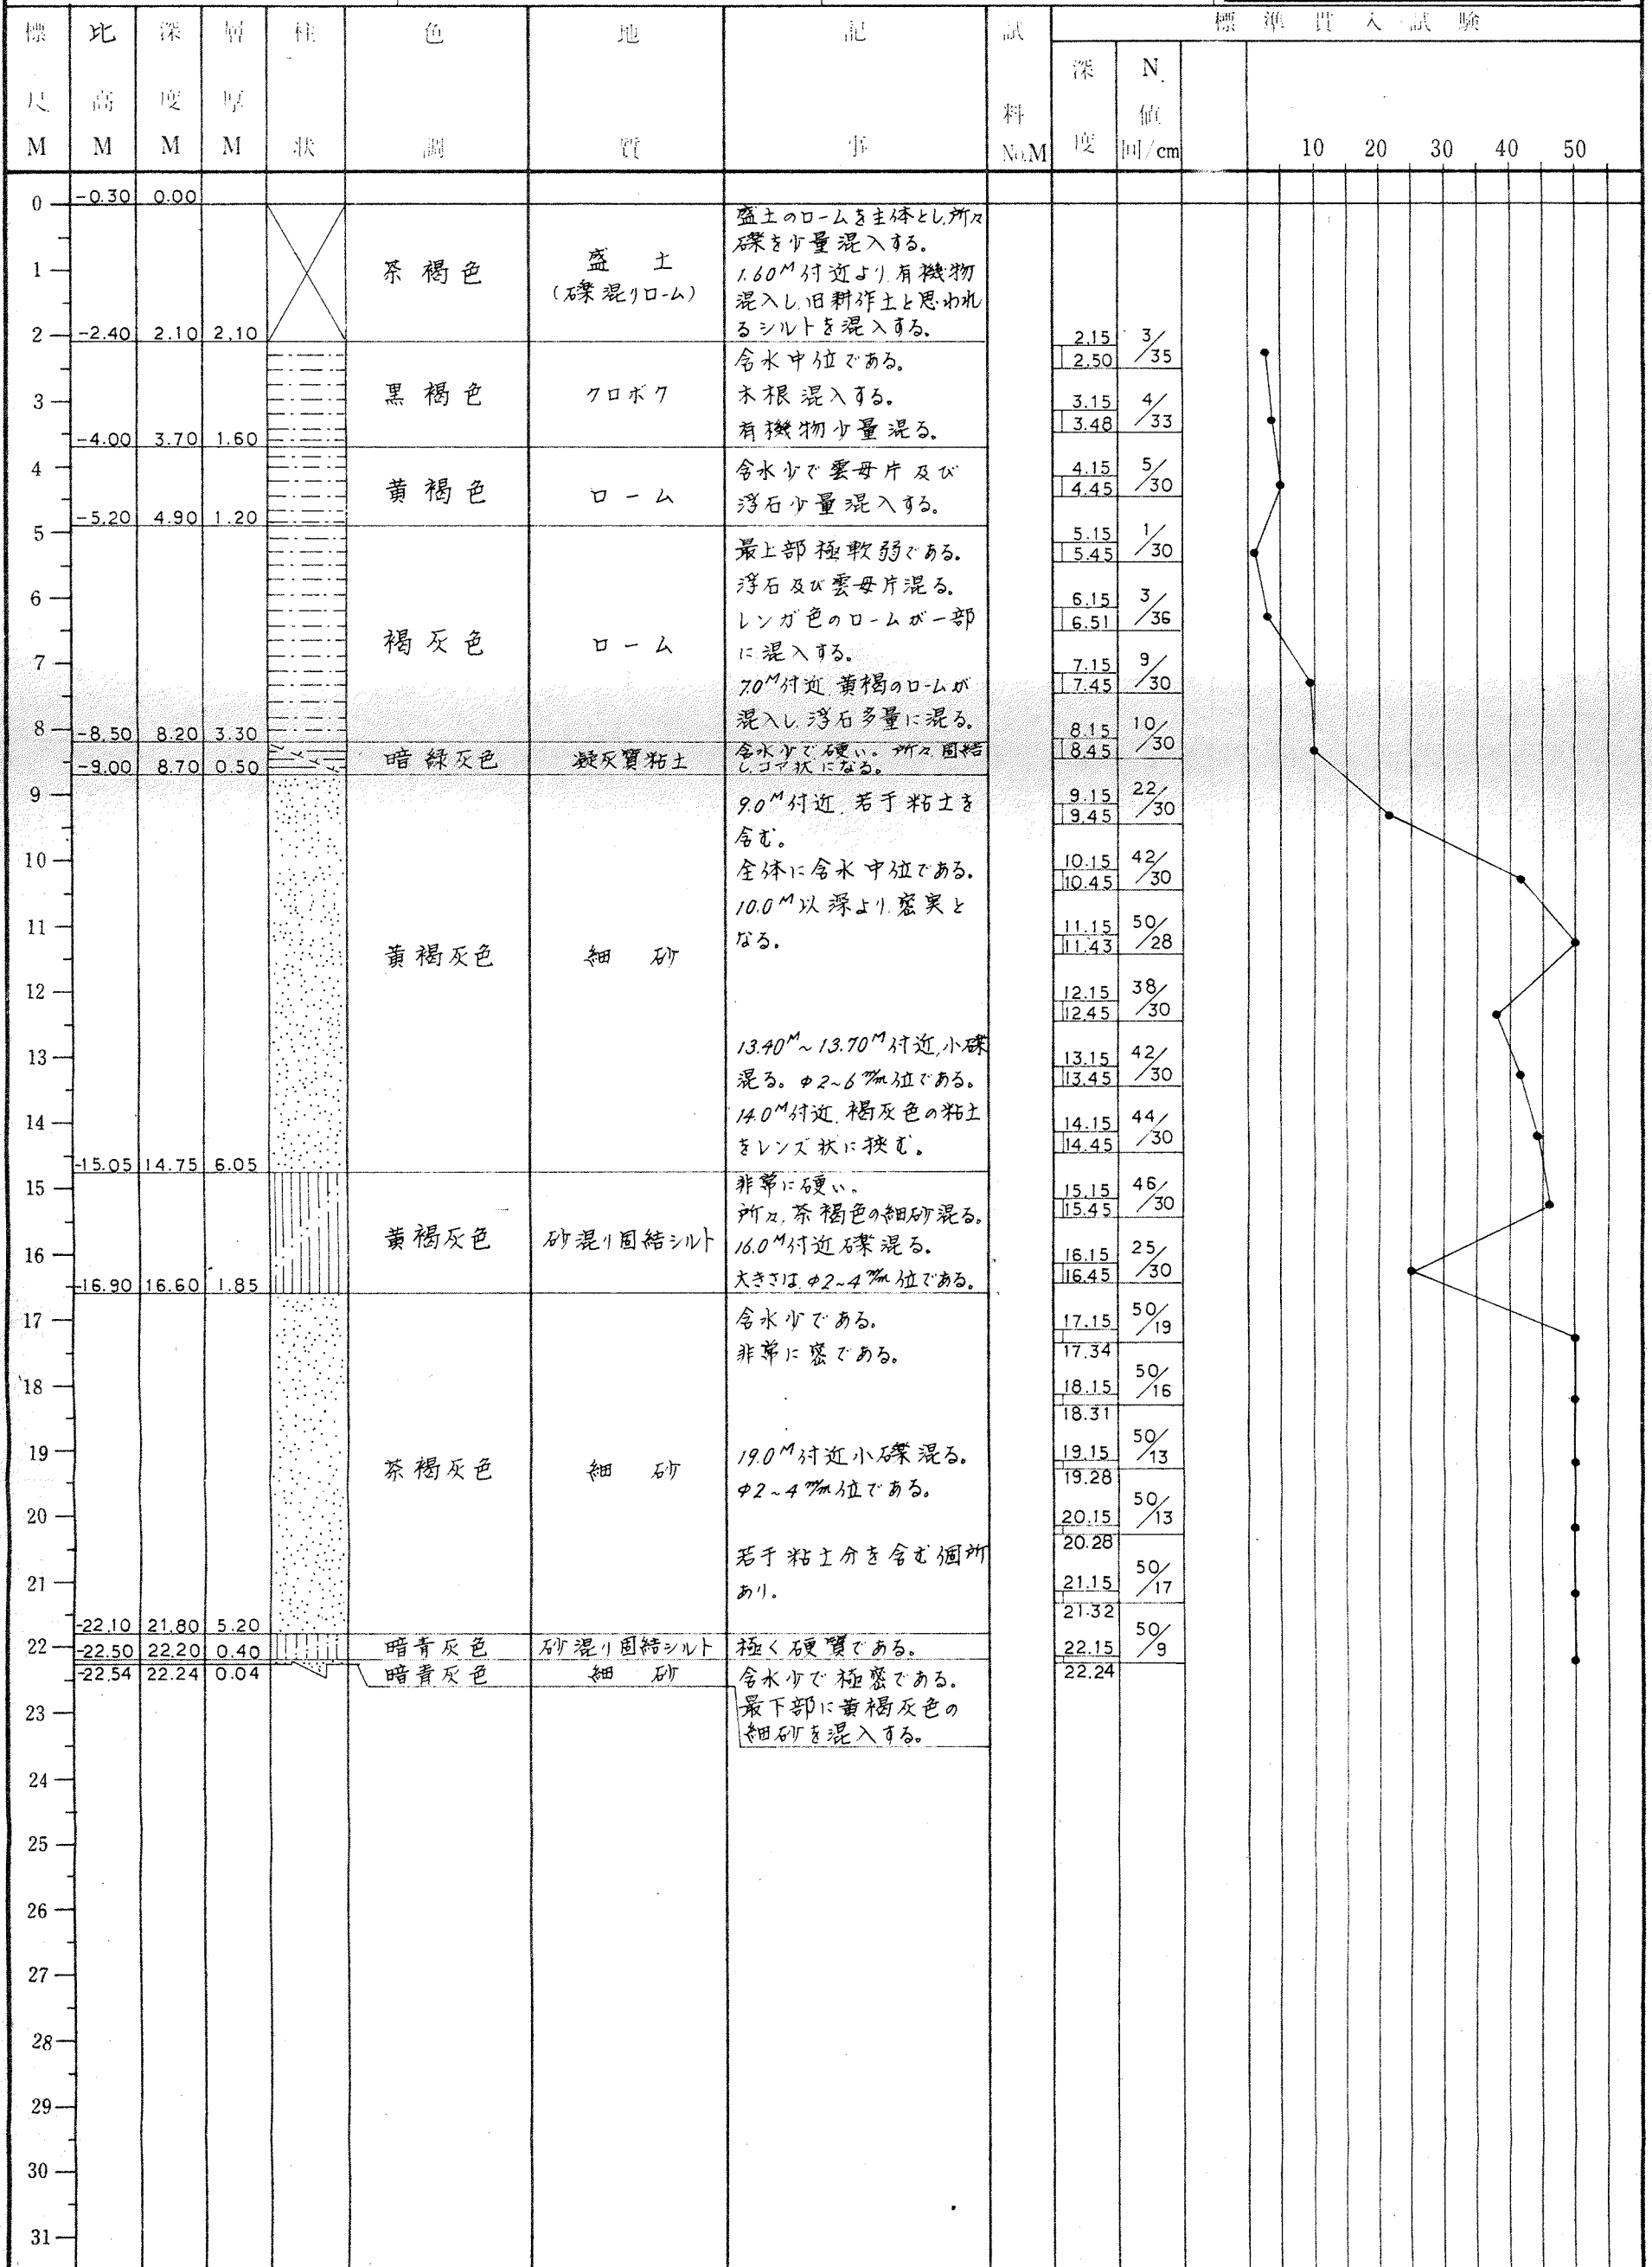 標尺M 比高M 深度M 層厚M 柱状 色調 地質 記事 試料No.M 標準貫入試験
深度 N.値回/cm 10 20 30 40 50
0 -0.30 0.00
盛土のロームを主体とし、所々
礫を少量混入する。
1 茶褐色 盛土 1.60M付近より、有機物
(礫混りローム) 混入し、旧耕作土と思われ
2 -2.40 2.10 2.10 るシルトを混入する。
2.15 3/35
2.50
含水中位である。
3 黒褐色 クロボク 木根混入する。
3.15 4/33
3.48
-4.00 3.70 1.60 有機物少量混る。
4 黄褐色 ローム 含水少で雲母片及び
4.15 5/30
4.45
浮石少量混入する。
-5.20 4.90 1.20
5 5.15 1/30
5.45
最上部極軟弱である。
浮石及び雲母片混る。
6 6.15 3/36
6.51
褐灰色 ローム レンガ色のロームが一部
に混入する。
7 7.15 9/30
7.45
7.0M付近、黄褐のロームが
混入し、浮石多量に混る。
8 -8.50 8.20 3.30
8.15 10/30
8.45
暗緑灰色 凝灰質粘土 含水少で硬い。所々、固結
しコア状になる。
-9.00 8.70 0.50
9 9.0M付近、若干粘土を
9.15 22/30
9.45
含む。
10 全体に含水中位である。
10.15 42/30
10.45
10.0M以深より、密実と
なる。
11 11.15 50/28
11.43
黄褐灰色 細砂
12 12.15 38/30
12.45
13 13.40M~13.70M付近、小礫
13.15 42/30
13.45
混る。φ2~6m/m位である。
14 14.0M付近、褐灰色の粘土
14.15 44/30
14.45
をレンズ状に挟む。
-15.05 14.75 6.05
15 非常に硬い。
15.15 46/30
15.45
所々、茶褐色の細砂混る。
黄褐灰色 砂混り固結シルト 16.0M付近礫混る。
16 16.15 25/30
16.45
大きさは、φ2~4m/m位である。
-16.90 16.60 1.85
17 含水少である。
17.15 50/19
17.34
非常に密である。
18 18.15 50/16
18.31
19 茶褐灰色 細砂 19.0M付近小礫混る。
19.15 50/13
19.28
φ2~4m/m位である。
20 20.15 50/13
20.28
若干粘土分を含む個所
あり。
21 21.15 50/17
21.32
-22.10 21.80 5.20
22 -22.50 22.20 0.40 暗青灰色 砂混り固結シルト 極く硬質である。
22.15 50/9
22.24
-22.54 22.24 0.04 暗青灰色 細砂 含水少で極密である。
最下部に黄褐灰色の
23 細砂を混入する。
24
25
26
27
28
29
30
31